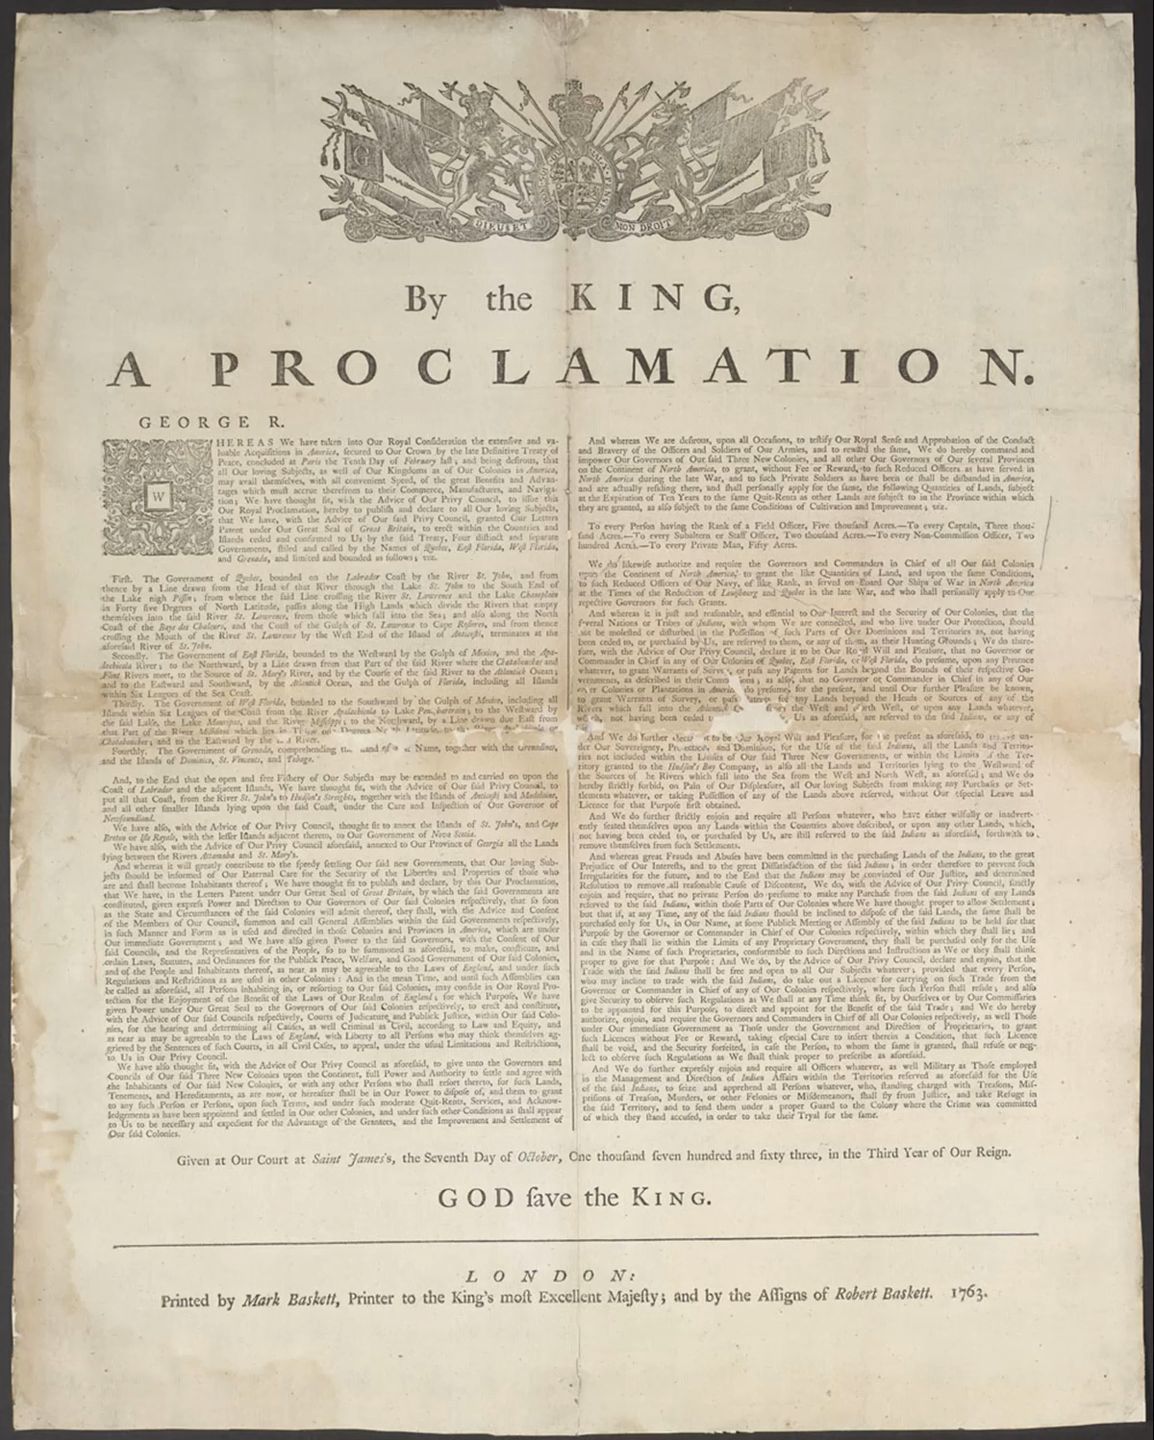 DIEU ET MON DROIT
By the KING,
A PROCLAMATION.
GEORGE R.
WHEREAS We have taken into Our Royal Consideration the extensive and va-
luable Acquisitions in America, secured to Our Crown by the late Definitive Treaty of
Peace, concluded at Paris the Tenth Day of February last; and being desirous, that
all Our loving Subjects, as well of Our Kingdoms as of Our Colonies in America,
may avail themselves, with all convenient Speed, of the great Benefits and Advan-
tages which must accrue therefrom to their Commerce, Manufactures, and Naviga-
tion; We have thought fit, with the Advice of Our Privy Council, to issue this
Our Royal Proclamation, hereby to publish and declare to all Our loving Subjects,
that We have, with the Advice of Our said Privy Council, granted Our Letters
Patent under Our Great Seal of Great Britain, to erect within the Countries and
Islands ceded and confirmed to Us by the said Treaty, Four distinct and separate
Governments, stiled and called by the Names of Quebec, East Florida, West Florida,
and Grenada, and limited and bounded as follows; viz.
First. The Government of Quebec, bounded on the Labrador Coast by the River St. John, and from
thence by a Line drawn from the Head of that River through the Lake St. John to the South End of
the Lake nigh Pissin; from whence the said Line crossing the River St. Lawrence and the Lake Champlain
in Forty five Degrees of North Latitude, passes along the High Lands which divide the Rivers that empty
themselves into the said River St. Lawrence, from those which fall into the Sea; and also along the North
Coast of the Baye des Chaleurs, and the Coast of the Gulph of St. Lawrence to Cape Rosieres, and from thence
crossing the Mouth of the River St. Lawrence by the West End of the Island of Anticosti, terminates at the
aforesaid River of St. John.
Secondly. The Government of East Florida, bounded to the Westward by the Gulph of Mexico, and the Apa-
lachicola River; to the Northward, by a Line drawn from that Part of the said River where the Chatahouchee and
Flint Rivers meet, to the Source of St. Mary's River, and by the Course of the said River to the Atlantick Ocean;
and to the Eastward and Southward, by the Atlantick Ocean, and the Gulph of Florida, including all Islands
within Six Leagues of the Sea Coast.
Thirdly. The Government of West Florida, bounded to the Southward by the Gulph of Mexico, including all
Islands within Six Leagues of the Coast from the River Apalachicola to Lake Pontchartrain; to the Westward by
the said Lake, the Lake Mauripas, and the River Mississippi; to the Northward, by a Line drawn due East from
that Part of the River Mississippi which lies in
Chatahouchee; and to the Eastward by the said River.
Fourthly. The Government of Grenada, comprehending the Island of Name, together with the Grenadines,
and the Islands of Dominico, St. Vincents, and Tobago.
And, to the End that the open and free Fishery of Our Subjects may be extended to and carried on upon the
Coast of Labrador and the adjacent Islands, We have thought fit, with the Advice of Our said Privy Council, to
put all that Coast, from the River St. John's to Hudson's Streights, together with the Islands of Anticosti and Madelaine,
and all other smaller Islands lying upon the said Coast, under the Care and Inspection of Our Governor of
Newfoundland.
We have also, with the Advice of Our Privy Council, thought fit to annex the Islands of St. John's, and Cape
Breton or Isle Royale, with the lesser Islands adjacent thereto, to Our Government of Nova Scotia.
We have also, with the Advice of Our Privy Council aforesaid, annexed to Our Province of Georgia all the Lands
lying between the Rivers Attamaha and St. Mary's.
And whereas it will greatly contribute to the speedy settling Our said new Governments, that Our loving Sub-
jects should be informed of Our Paternal Care for the Security of the Liberties and Properties of those who
are and shall become Inhabitants thereof; We have thought fit to publish and declare, by this Our Proclamation,
that We have, in the Letters Patent under Our Great Seal of Great Britain, by which the said Governments are
constituted, given express Power and Direction to Our Governors of Our said Colonies respectively, that so soon
as the State and Circumstances of the said Colonies will admit thereof, they shall, with the Advice and Consent
of the Members of Our Council, summon and call General Assemblies within the said Governments respectively,
in such Manner and Form as is used and directed in those Colonies and Provinces in America, which are under
Our immediate Government; and We have also given Power to the said Governors, with the Consent of Our
said Councils, and the Representatives of the People, so to be summoned as aforesaid, to make, constitute, and
ordain Laws, Statutes, and Ordinances for the Publick Peace, Welfare, and Good Government of Our said Colonies,
and of the People and Inhabitants thereof, as near as may be agreeable to the Laws of England, and under such
Regulations and Restrictions as are used in other Colonies: And in the mean Time, and until such Assemblies can
be called as aforesaid, all Persons inhabiting in, or resorting to Our said Colonies, may confide in Our Royal Pro-
tection for the Enjoyment of the Benefit of the Laws of Our Realm of England; for which Purpose, We have
given Power under Our Great Seal to the Governors of Our said Colonies respectively, to erect and constitute,
with the Advice of Our said Councils respectively, Courts of Judicature and Publick Justice, within Our said Colo-
nies, for the hearing and determining all Causes, as well Criminal as Civil, according to Law and Equity, and
as near as may be agreeable to the Laws of England, with Liberty to all Persons who may think themselves ag-
grieved by the Sentences of such Courts, in all Civil Cases, to appeal, under the usual Limitations and Restrictions,
to Us in Our Privy Council.
We have also thought fit, with the Advice of Our Privy Council as aforesaid, to give unto the Governors and
Councils of Our said Three New Colonies upon the Continent, full Power and Authority to settle and agree with
the Inhabitants of Our said New Colonies, or with any other Persons who shall resort thereto, for such Lands,
Tenements, and Hereditaments, as are now, or hereafter shall be in Our Power to dispose of, and them to grant
to any such Person or Persons, upon such Terms, and under such moderate Quit-Rents, Services, and Acknow-
ledgements as have been appointed and settled in Our other Colonies, and under such other Conditions as shall appear
to Us to be necessary and expedient for the Advantage of the Grantees, and the Improvement and Settlement of
Our said Colonies.
And whereas We are desirous, upon all Occasions, to testify Our Royal Sense and Approbation of the Conduct
and Bravery of the Officers and Soldiers of Our Armies, and to reward the same, We do hereby command and
impower Our Governors of Our said Three New Colonies, and all other Our Governors of Our several Provinces
on the Continent of North America, to grant, without Fee or Reward, to such Reduced Officers as have served in
North America during the late War, and to such Private Soldiers as have been or shall be disbanded in America,
and are actually residing there, and shall personally apply for the same, the following Quantities of Lands, subject
at the Expiration of Ten Years to the same Quit-Rents as other Lands are subject to in the Province within which
they are granted, as also subject to the same Conditions of Cultivation and Improvement; viz.
To every Person having the Rank of a Field Officer, Five thousand Acres.—To every Captain, Three thou-
sand Acres.—To every Subaltern or Staff Officer, Two thousand Acres.—To every Non-Commission Officer, Two
hundred Acres.—To every Private Man, Fifty Acres.
We do likewise authorize and require the Governors and Commanders in Chief of all Our said Colonies
upon the Continent of North America, to grant the like Quantities of Land, and upon the same Conditions,
to such Reduced Officers of Our Navy, of like Rank, as served on Board Our Ships of War in North America
at the Times of the Reduction of Louisbourg and Quebec in the late War, and who shall personally apply to Our
respective Governors for such Grants.
And whereas it is just and reasonable, and essential to Our Interest and the Security of Our Colonies, that the
several Nations or Tribes of Indians, with whom We are connected, and who live under Our Protection, should
not be molested or disturbed in the Possession of such Parts of Our Dominions and Territories as, not having
been ceded to, or purchased by Us, are reserved to them, or any of them, as their Hunting Grounds; We do there-
fore, with the Advice of Our Privy Council, declare it to be Our Royal Will and Pleasure, that no Governor or
Commander in Chief in any of Our Colonies of Quebec, East Florida, or West Florida, do presume, upon any Pretence
whatever, to grant Warrants of Survey, or pass any Patents for Lands beyond the Bounds of their respective Go-
vernments, as described in their Commissions; as also, that no Governor or Commander in Chief in any of Our
other Colonies or Plantations in America, do presume, for the present, and until Our further Pleasure be known,
to grant Warrants of Survey, or pass Patents for any Lands beyond the Heads or Sources of any of the
Rivers which fall into the Atlantick the West and North West, or upon any Lands whatever,
not having been ceded to Us as aforesaid, are reserved to the said Indians, or any of
And We do further declare it to be Our Royal Will and Pleasure, for the present as aforesaid, to reserve un-
der Our Sovereignty, Protection, and Dominion, for the Use of the said Indians, all the Lands and Territo-
ries not included within the Limits of Our said Three New Governments, or within the Limits of the Ter-
ritory granted to the Hudson's Bay Company, as also all the Lands and Territories lying to the Westward of
the Sources of the Rivers which fall into the Sea from the West and North West, as aforesaid; and We do
hereby strictly forbid, on Pain of Our Displeasure, all Our loving Subjects from making any Purchases or Set-
tlements whatever, or taking Possession of any of the Lands above reserved, without Our especial Leave and
Licence for that Purpose first obtained.
And We do further strictly enjoin and require all Persons whatever, who have either wilfully or inadvert-
ently seated themselves upon any Lands within the Countries above described, or upon any other Lands, which,
not having been ceded to, or purchased by Us, are still reserved to the said Indians as aforesaid, forthwith to
remove themselves from such Settlements.
And whereas great Frauds and Abuses have been committed in the purchasing Lands of the Indians, to the great
Prejudice of Our Interests, and to the great Dissatisfaction of the said Indians; in order therefore to prevent such
Irregularities for the future, and to the End that the Indians may be convinced of Our Justice, and determined
Resolution to remove all reasonable Cause of Discontent, We do, with the Advice of Our Privy Council, strictly
enjoin and require, that no private Person do presume to make any Purchase from the said Indians of any Lands
reserved to the said Indians, within those Parts of Our Colonies where We have thought proper to allow Settlement;
but that if, at any Time, any of the said Indians should be inclined to dispose of the said Lands, the same shall be
purchased only for Us, in Our Name, at some Publick Meeting or Assembly of the said Indians to be held for that
Purpose by the Governor or Commander in Chief of Our Colonies respectively, within which they shall lie; and
in case they shall lie within the Limits of any Proprietary Government, they shall be purchased only for the Use
and in the Name of such Proprietaries, conformable to such Directions and Instructions as We or they shall think
proper to give for that Purpose: And We do, by the Advice of Our Privy Council, declare and enjoin, that the
Trade with the said Indians shall be free and open to all Our Subjects whatever; provided that every Person,
who may incline to trade with the said Indians, do take out a Licence for carrying on such Trade from the
Governor or Commander in Chief of any of Our Colonies respectively, where such Person shall reside; and also
give Security to observe such Regulations as We shall at any Time think fit, by Ourselves or by Our Commissaries
to be appointed for this Purpose, to direct and appoint for the Benefit of the said Trade; and We do hereby
authorize, enjoin, and require the Governors and Commanders in Chief of all Our Colonies respectively, as well Those
under Our immediate Government as Those under the Government and Direction of Proprietaries, to grant
such Licences without Fee or Reward, taking especial Care to insert therein a Condition, that such Licence
shall be void, and the Security forfeited, in case the Person, to whom the same is granted, shall refuse or neg-
lect to observe such Regulations as We shall think proper to prescribe as aforesaid.
And We do further expresly enjoin and require all Officers whatever, as well Military as Those employed
in the Management and Direction of Indian Affairs within the Territories reserved as aforesaid for the Use
of the said Indians, to seize and apprehend all Persons whatever, who, standing charged with Treasons, Mis-
prisions of Treason, Murders, or other Felonies or Misdemeanors, shall fly from Justice, and take Refuge in
the said Territory, and to send them under a proper Guard to the Colony where the Crime was committed
of which they stand accused, in order to take their Tryal for the same.
Given at Our Court at Saint James's, the Seventh Day of October, One thousand seven hundred and sixty three, in the Third Year of Our Reign.
GOD save the KING.
LONDON:
Printed by Mark Baskett, Printer to the King's most Excellent Majesty; and by the Assigns of Robert Baskett. 1763.